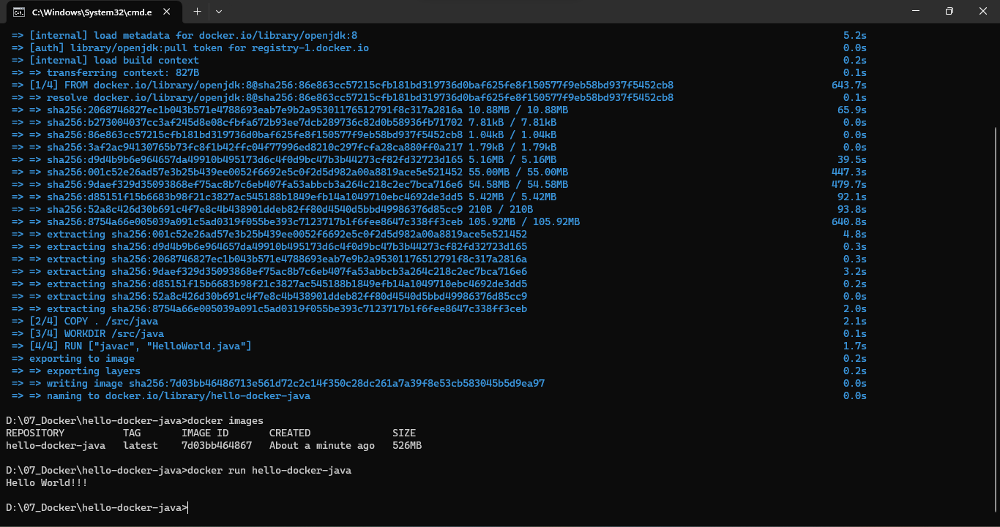 C:\Windows\System32\cmd.e
=> [internal] load metadata for docker.io/library/openjdk:8 5.2s
=> [auth] library/openjdk:pull token for registry-1.docker.io 0.0s
=> [internal] load build context 0.2s
=> => transferring context: 827B 0.1s
=> [1/4] FROM docker.io/library/openjdk:8@sha256:86e863cc57215cfb181bd319736d0baf625fe8f150577f9eb58bd937f5452cb8 643.7s
=> => resolve docker.io/library/openjdk:8@sha256:86e863cc57215cfb181bd319736d0baf625fe8f150577f9eb58bd937f5452cb8 0.1s
=> => sha256:2068746827ec1b043b571e4788693eab7e9b2a95301176512791f8c317a2816a 10.88MB / 10.88MB 65.9s
=> => sha256:b273004037cc3af245d8e08cfbfa672b93ee7dcb289736c82d0b58936fb71702 7.81kB / 7.81kB 0.0s
=> => sha256:86e863cc57215cfb181bd319736d0baf625fe8f150577f9eb58bd937f5452cb8 1.04kB / 1.04kB 0.0s
=> => sha256:3af2ac94130765b73fc8f1b42ffc04f77996ed8210c297fcfa28ca880ff0a217 1.79kB / 1.79kB 0.0s
=> => sha256:d9d4b9b6e964657da49910b495173d6c4f0d9bc47b3b44273cf82fd32723d165 5.16MB / 5.16MB 39.5s
=> => sha256:001c52e26ad57e3b25b439ee0052f6692e5c0f2d5d982a00a8819ace5e521452 55.00MB / 55.00MB 447.3s
=> => sha256:9daef329d35093868ef75ac8b7c6eb407fa53abbcb3a264c218c2ec7bca716e6 54.58MB / 54.58MB 479.7s
=> => sha256:d85151f15b6683b98f21c3827ac545188b1849efb14a1049710ebc4692de3dd5 5.42MB / 5.42MB 92.1s
=> => sha256:52a8c426d30b691c4f7e8c4b438901ddeb82ff80d4540d5bbd49986376d85cc9 210B / 210B 93.8s
=> => sha256:8754a66e005039a091c5ad0319f055be393c7123717b1f6fee8647c338ff3ceb 105.92MB / 105.92MB 640.8s
=> => extracting sha256:001c52e26ad57e3b25b439ee0052f6692e5c0f2d5d982a00a8819ace5e521452 4.8s
=> => extracting sha256:d9d4b9b6e964657da49910b495173d6c4f0d9bc47b3b44273cf82fd32723d165 0.3s
=> => extracting sha256:2068746827ec1b043b571e4788693eab7e9b2a95301176512791f8c317a2816a 0.3s
=> => extracting sha256:9daef329d35093868ef75ac8b7c6eb407fa53abbcb3a264c218c2ec7bca716e6 3.2s
=> => extracting sha256:d85151f15b6683b98f21c3827ac545188b1849efb14a1049710ebc4692de3dd5 0.2s
=> => extracting sha256:52a8c426d30b691c4f7e8c4b438901ddeb82ff80d4540d5bbd49986376d85cc9 0.0s
=> => extracting sha256:8754a66e005039a091c5ad0319f055be393c7123717b1f6fee8647c338ff3ceb 2.0s
=> [2/4] COPY . /src/java 2.1s
=> [3/4] WORKDIR /src/java 0.1s
=> [4/4] RUN ["javac", "HelloWorld.java"] 1.7s
=> exporting to image 0.2s
=> => exporting layers 0.2s
=> => writing image sha256:7d03bb46486713e561d72c2c14f350c28dc261a7a39f8e53cb583045b5d9ea97 0.0s
=> => naming to docker.io/library/hello-docker-java 0.0s
D:\07_Docker\hello-docker-java>docker images
REPOSITORY TAG IMAGE ID CREATED SIZE
hello-docker-java latest 7d03bb464867 About a minute ago 526MB
D:\07_Docker\hello-docker-java>docker run hello-docker-java
Hello World!!!
D:\07_Docker\hello-docker-java>